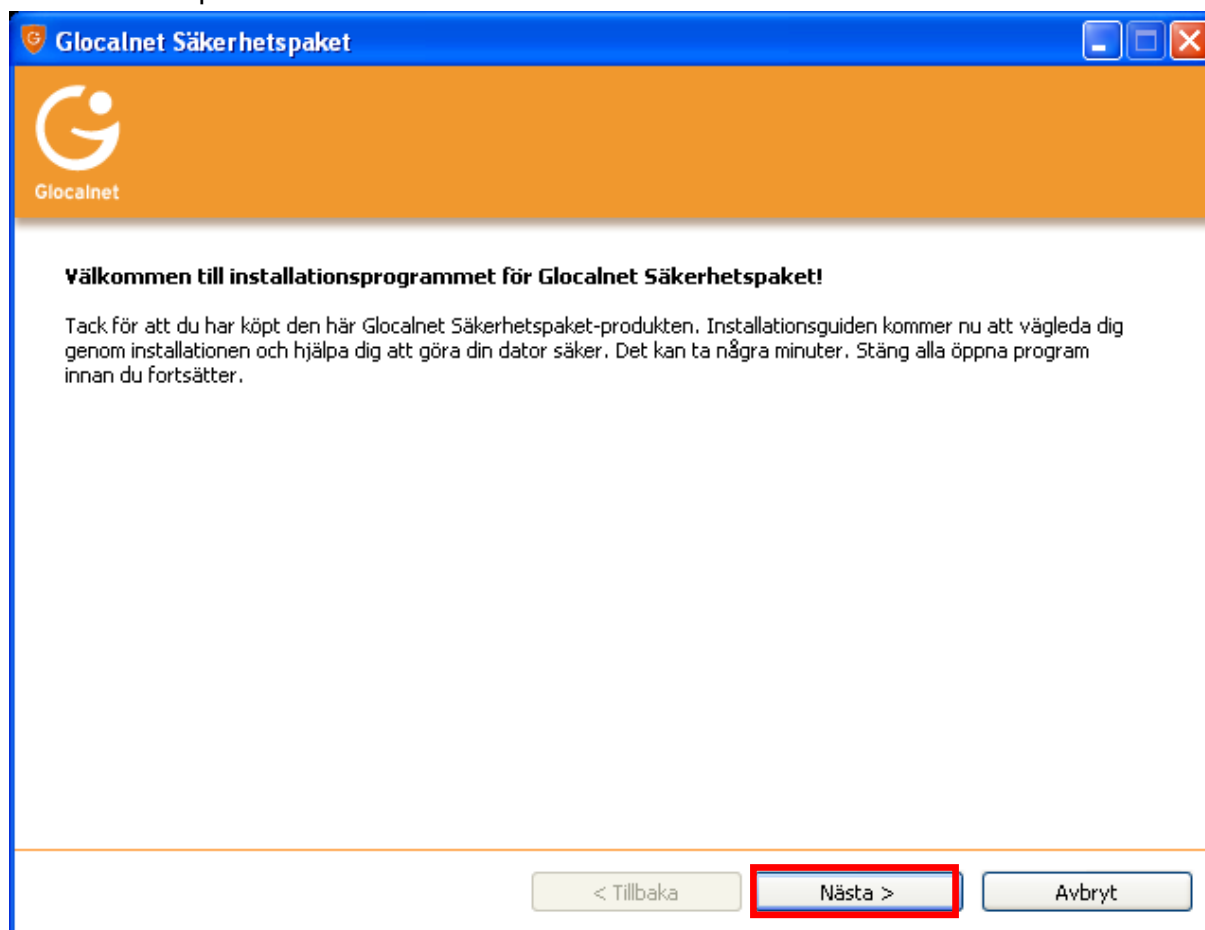 Glocalnet Säkerhetspaket
Glocalnet
Välkommen till installationsprogrammet för Glocalnet Säkerhetspaket!
Tack för att du har köpt den här Glocalnet Säkerhetspaket-produkten. Installationsguiden kommer nu att vägleda dig
genom installationen och hjälpa dig att göra din dator säker. Det kan ta några minuter. Stäng alla öppna program
innan du fortsätter.
< Tillbaka
Nästa >
Avbryt